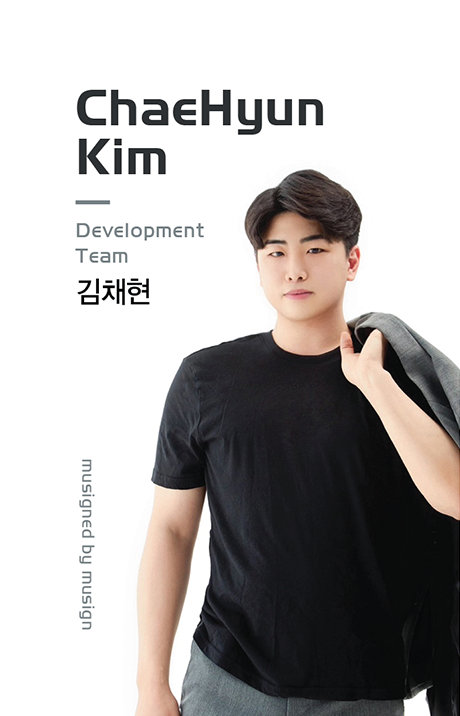 ChaeHyun
Kim
Development
Team
김채현
musigned by musign